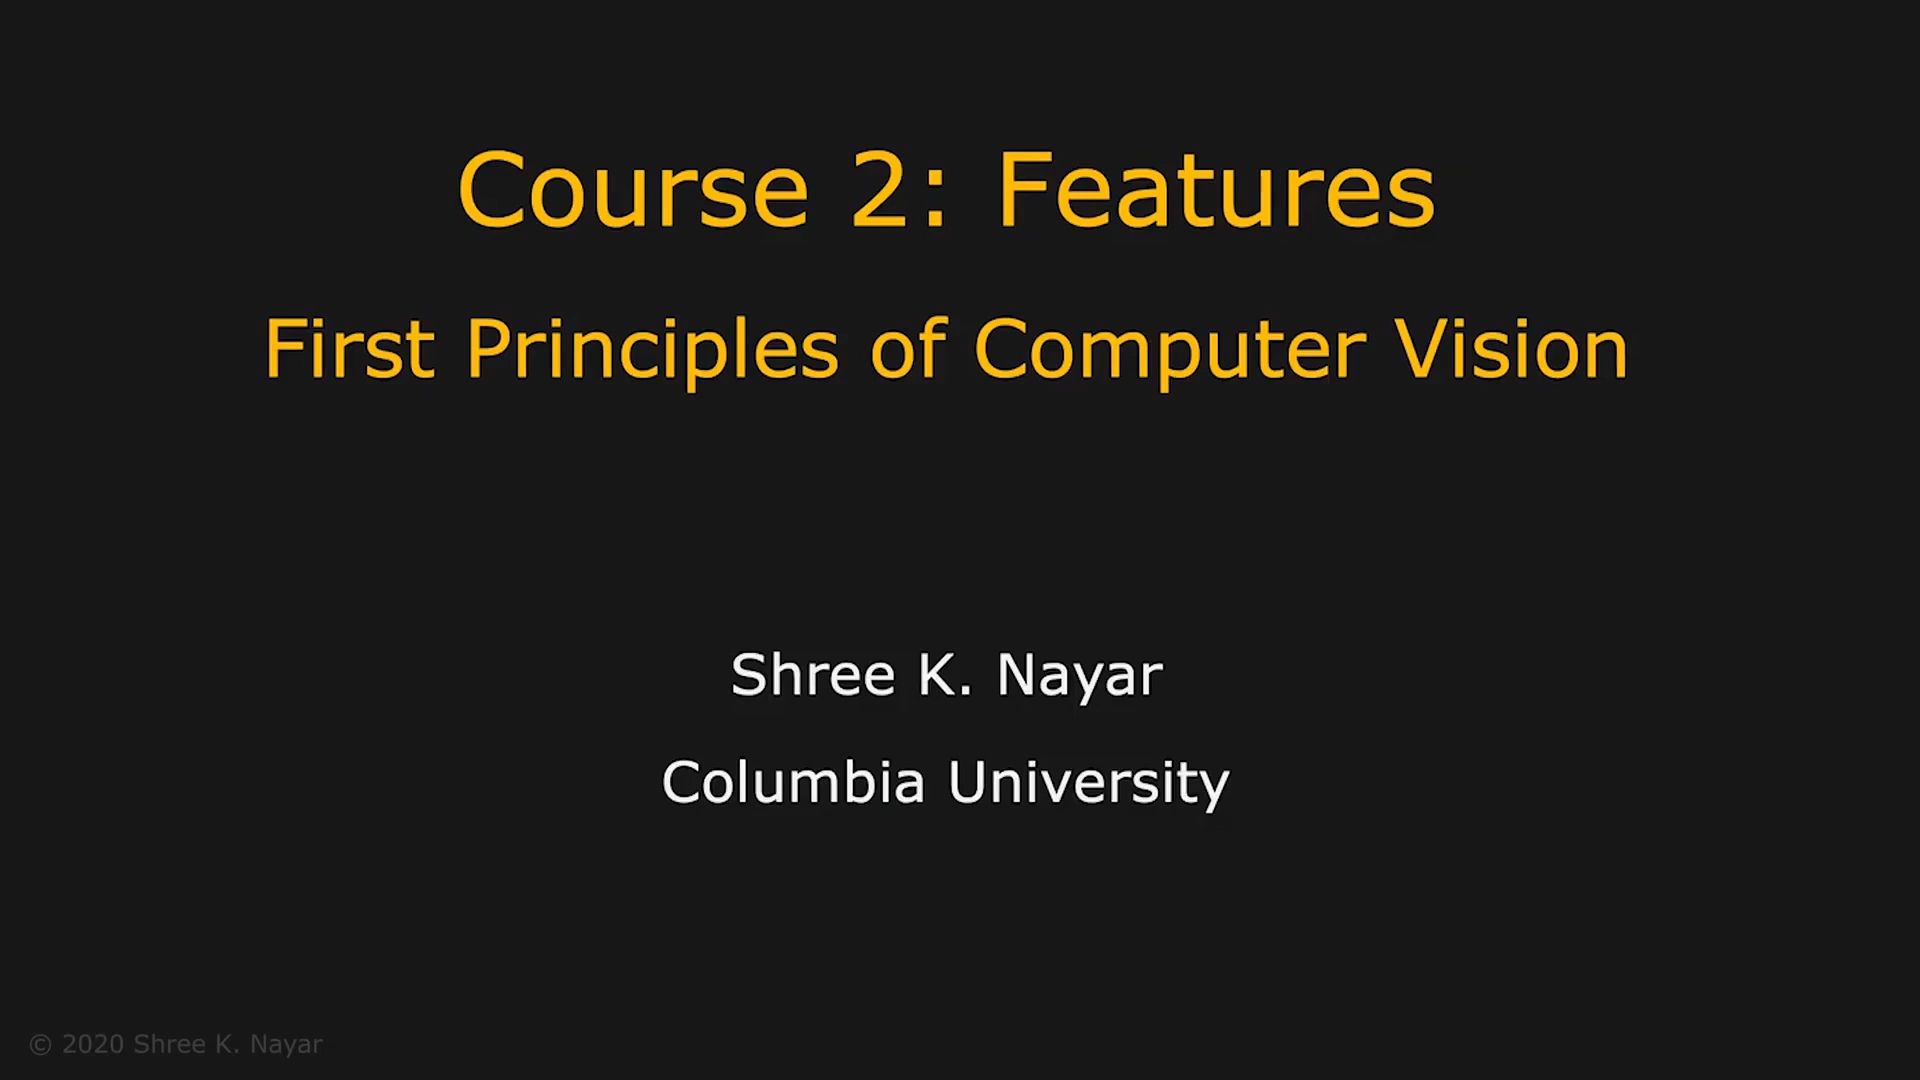 Course 2: Features
First Principles of Computer Vision
Shree K. Nayar
Columbia University
© 2020 Shree K. Nayar